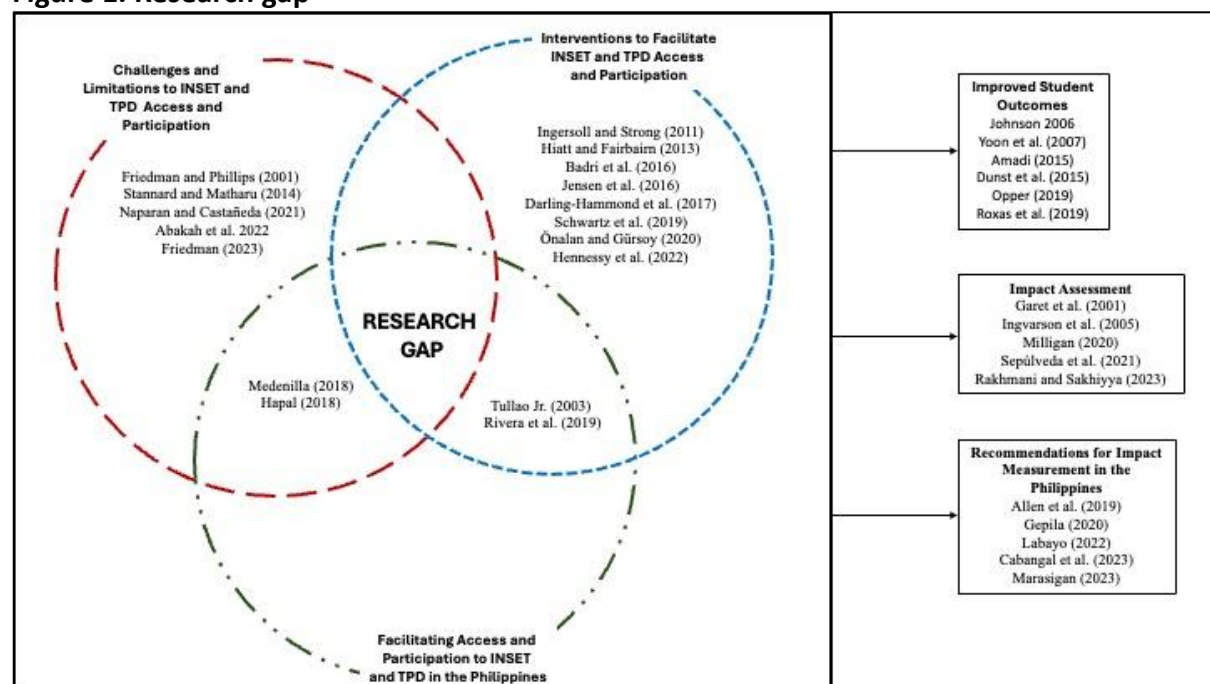 Figure 1. Research gap
Challenges and
Limitations to INSET and
TPD Access and
Participation
Friedman and Phillips (2001)
Stannard and Matharu (2014)
Naparan and Castañeda (2021)
Abakah et al. 2022
Friedman (2023)
Interventions to Facilitate
INSET and TPD Access
and Participation
Ingersoll and Strong (2011)
Hiatt and Fairbairn (2013)
Badri et al. (2016)
Jensen et al. (2016)
Darling-Hammond et al. (2017)
Schwartz et al. (2019)
Önalan and Gürsoy (2020)
Hennessy et al. (2022)
RESEARCH
GAP
Medenilla (2018)
Hapal (2018)
Tullao Jr. (2003)
Rivera et al. (2019)
Facilitating Access and
Participation to INSET
and TPD in the Philippines
Improved Student
Outcomes
Johnson 2006
Yoon et al. (2007)
Amadi (2015)
Dunst et al. (2015)
Opper (2019)
Roxas et al. (2019)
Impact Assessment
Garet et al. (2001)
Ingvarson et al. (2005)
Milligan (2020)
Sepúlveda et al. (2021)
Rakhmani and Sakhiyya (2023)
Recommendations for Impact
Measurement in the
Philippines
Allen et al. (2019)
Gepila (2020)
Labayo (2022)
Cabangal et al. (2023)
Marasigan (2023)